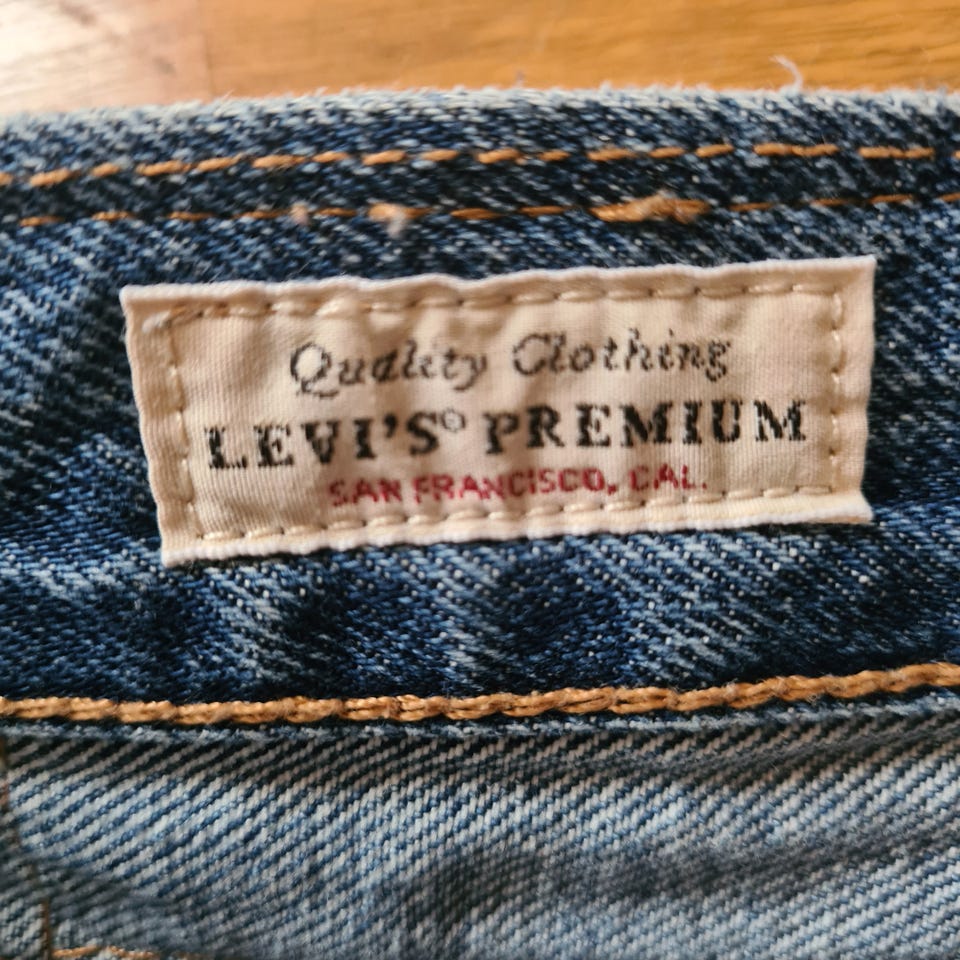 Quality Clothing
LEVI'S® PREMIUM
SAN FRANCISCO, CAL.